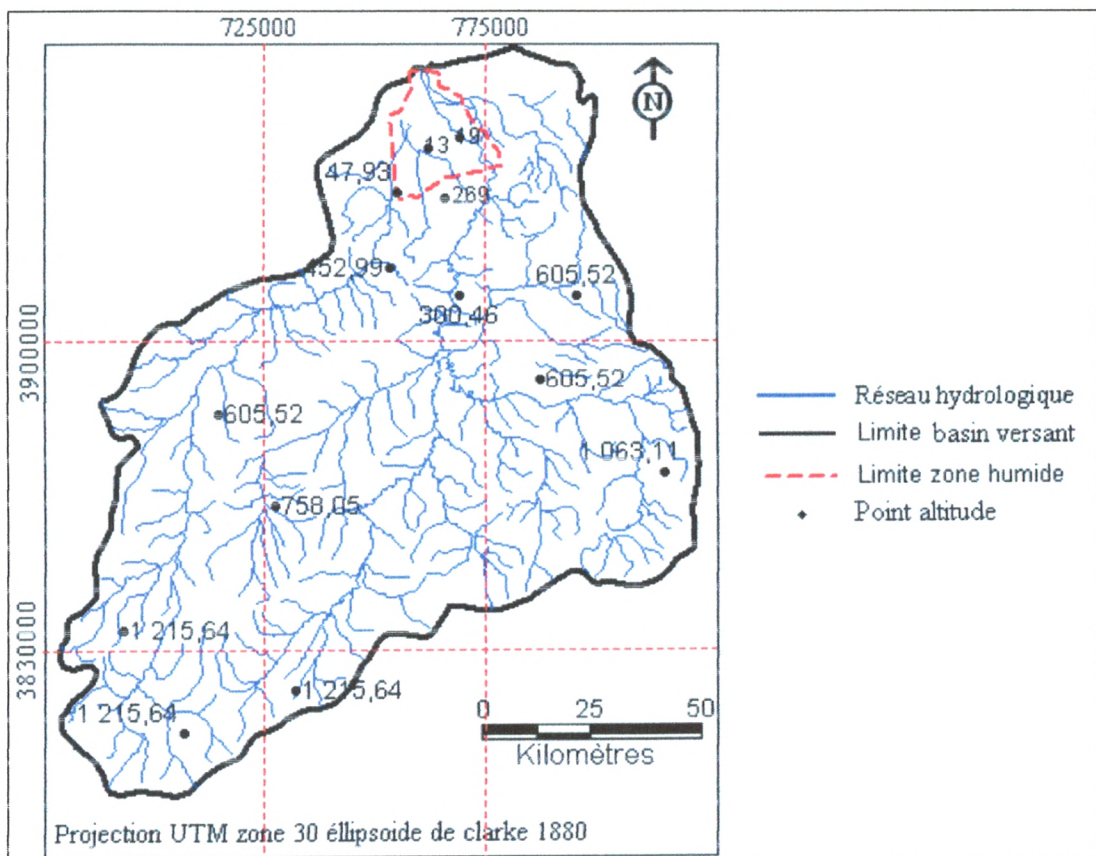 725000 775000
N
13
49
47,93
269
452,99
605,52
300,46
3900000
605,52
605,52
1 063,11
758,05
1 215,64
3830000
1 215,64
1 215,64
0 25 50
Kilomètres
Projection UTM zone 30 éllipsoide de clarke 1880
Réseau hydrologique
Limite basin versant
Limite zone humide
Point altitude